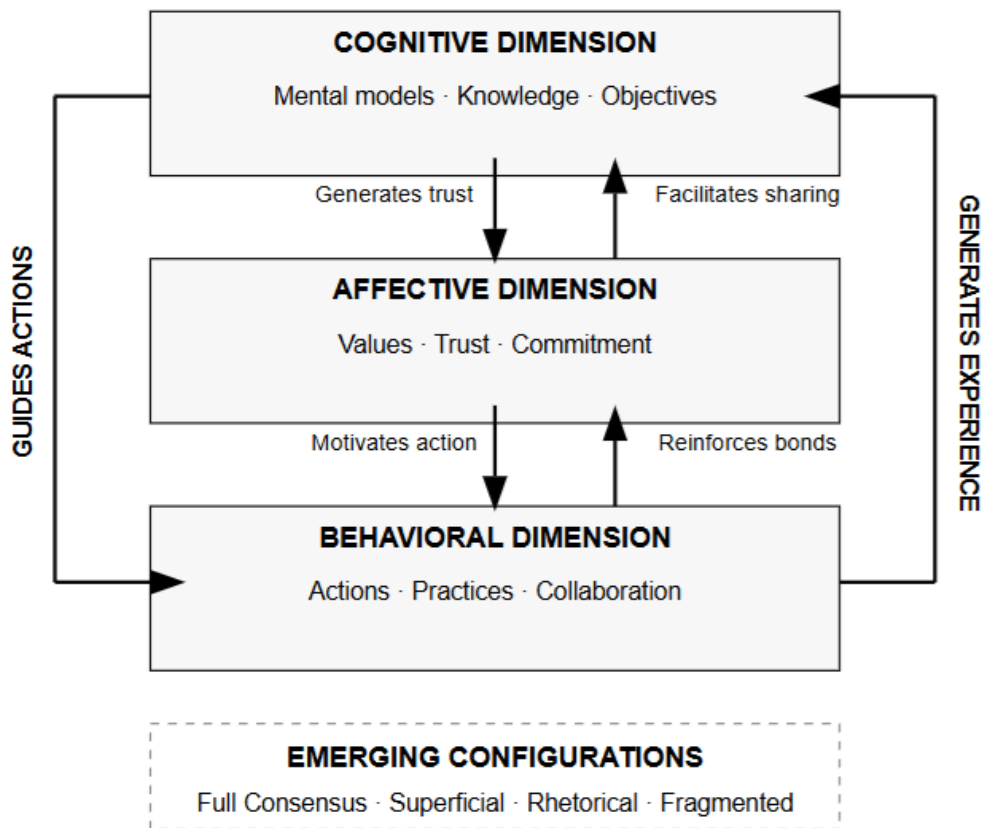 COGNITIVE DIMENSION
Mental models · Knowledge · Objectives
Generates trust
Facilitates sharing
GUIDES ACTIONS
GENERATES EXPERIENCE
AFFECTIVE DIMENSION
Values · Trust · Commitment
Motivates action
Reinforces bonds
BEHAVIORAL DIMENSION
Actions · Practices · Collaboration
EMERGING CONFIGURATIONS
Full Consensus · Superficial · Rhetorical · Fragmented